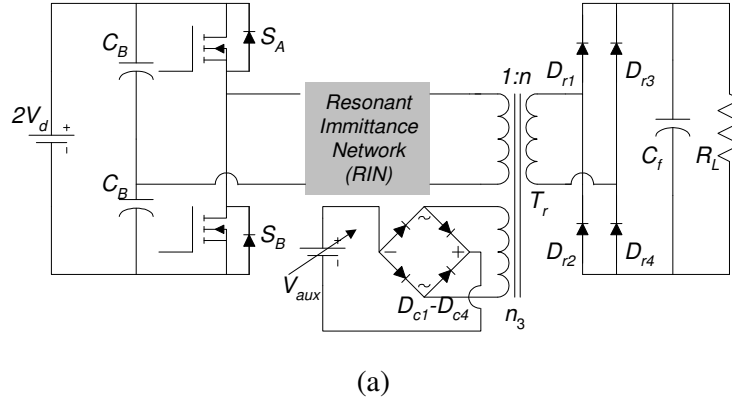 C_B
S_A
1:n
D_r1
D_r3
2V_d
+
-
Resonant
Immittance
Network
(RIN)
C_f
R_L
C_B
T_r
S_B
+
-
~
-
+
~
D_r2
D_r4
V_aux
D_c1-D_c4
n_3
(a)